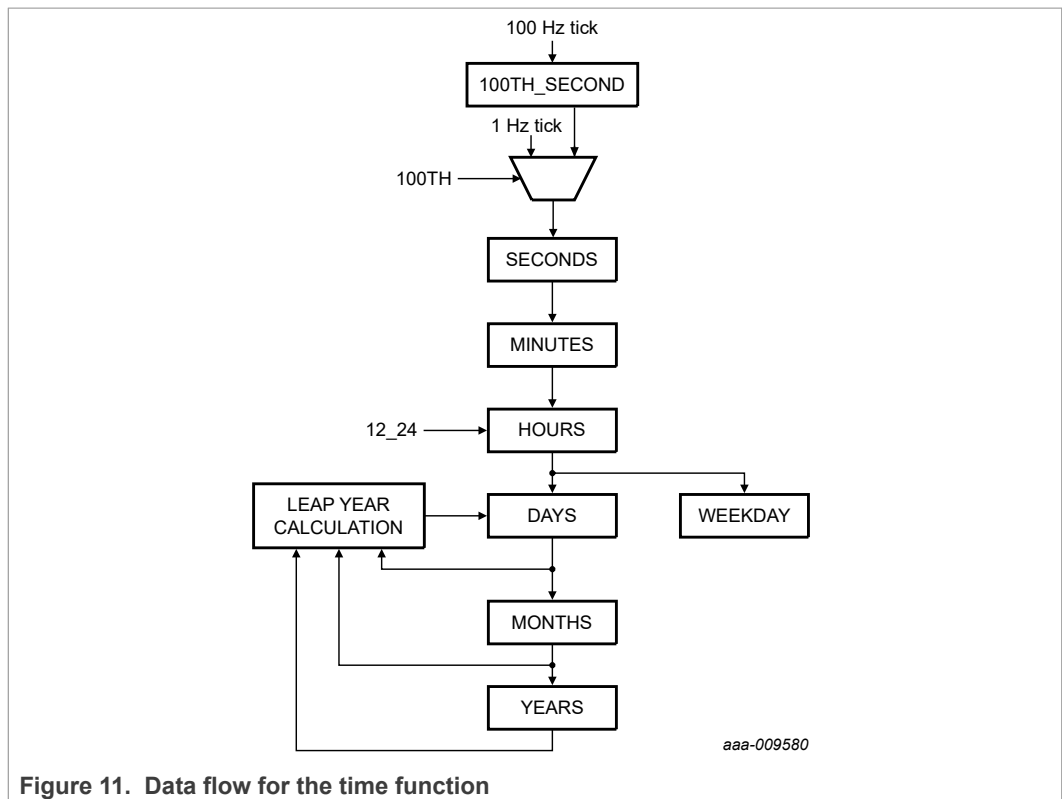 100 Hz tick
100TH_SECOND
1 Hz tick
100TH
SECONDS
MINUTES
12_24
HOURS
LEAP YEAR
CALCULATION
DAYS
WEEKDAY
MONTHS
YEARS
aaa-009580
Figure 11. Data flow for the time function